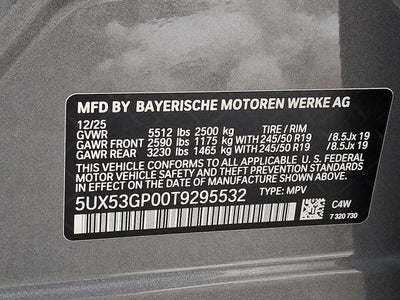 MFD BY BAYERISCHE MOTOREN WERKE AG
12/25
GVWR 5512 lbs 2500 kg TIRE / RIM
GAWR FRONT 2590 lbs 1175 kg WITH 245/50 R19 /8.5Jx 19
GAWR REAR 3230 lbs 1465 kg WITH 245/50 R19 /8.5Jx 19
THIS VEHICLE CONFORMS TO ALL APPLICABLE FEDERAL
MOTOR VEHICLE SAFETY, BUMPER AND THEFT PREVENTION
STANDARDS IN EFFECT ON THE DATE OF MANUFACTURE
SHOWN ABOVE.
5UX53GP00T9295532 TYPE: MPV
C4W
7 320 730